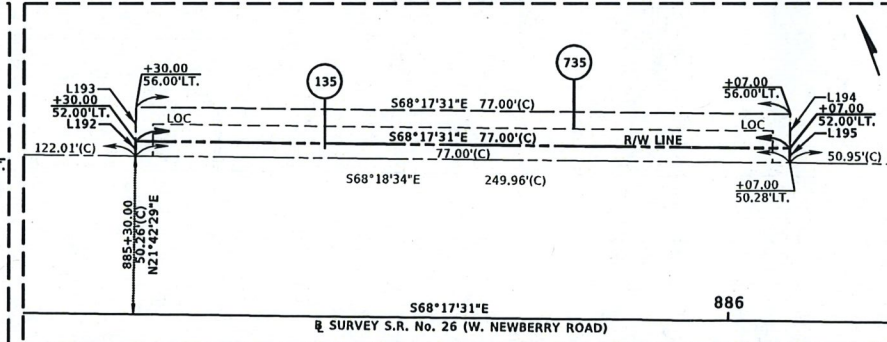 +30.00
56.00'LT.
L193
+30.00
52.00'LT.
L192
122.01'(C)
135
735
S68°17'31"E 77.00'(C)
LOC
LOC
S68°17'31"E 77.00'(C)
R/W LINE
77.00'(C)
S68°18'34"E 249.96'(C)
+07.00
56.00'LT.
L194
+07.00
52.00'LT.
L195
50.95'(C)
+07.00
50.28'LT.
885+30.00
50.26'(C)
N21°42'29"E
S68°17'31"E
886
℄ SURVEY S.R. No. 26 (W. NEWBERRY ROAD)